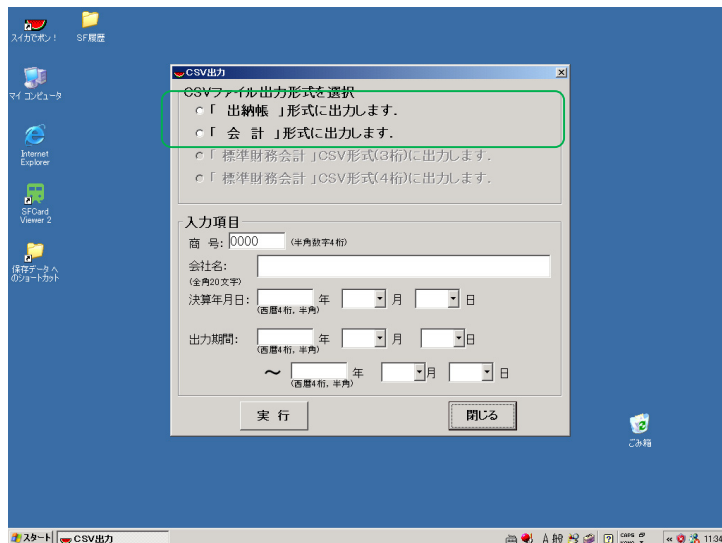 スイカでポン！
SF履歴
マイ コンピュータ
Internet
Explorer
SFCard
Viewer 2
保存データへ
のショートカット
ごみ箱
CSV出力
CSVファイル出力形式を選択
「 出納帳 」形式に出力します.
「 会 計 」形式に出力します.
「 標準財務会計 」CSV形式(3桁)に出力します.
「 標準財務会計 」CSV形式(4桁)に出力します.
入力項目
商 号: 0000 (半角数字4桁)
会社名:
(全角20文字)
決算年月日: 年 月 日
(西暦4桁, 半角)
出力期間: 年 月 日
(西暦4桁, 半角)
～ 年 月 日
(西暦4桁, 半角)
実 行 閉じる
スタート CSV出力 A 般 CAPS 11:34